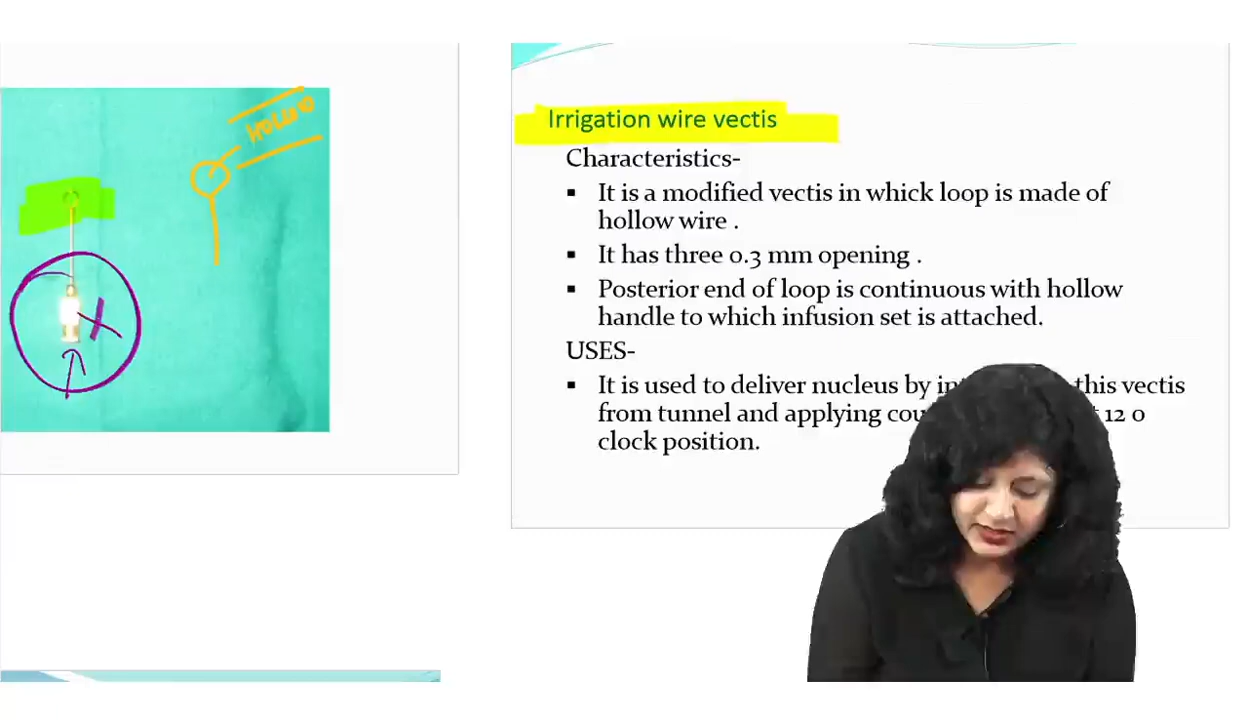 HOLLOW
Irrigation wire vectis
Characteristics-
▪ It is a modified vectis in whick loop is made of
hollow wire .
▪ It has three 0.3 mm opening .
▪ Posterior end of loop is continuous with hollow
handle to which infusion set is attached.
USES-
▪ It is used to deliver nucleus by this vectis
from tunnel and applying 12 o
clock position.